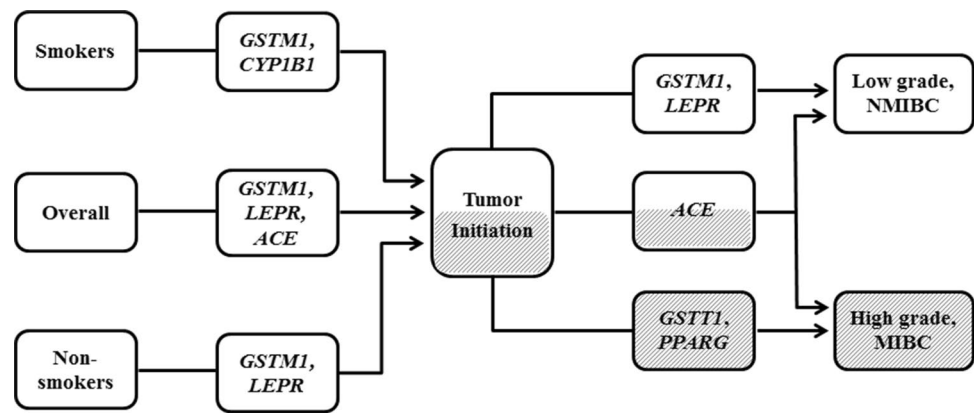 Smokers
GSTM1,
CYP1B1
Overall
GSTM1,
LEPR,
ACE
Non-
smokers
GSTM1,
LEPR
Tumor
Initiation
GSTM1,
LEPR
ACE
GSTT1,
PPARG
Low grade,
NMIBC
High grade,
MIBC